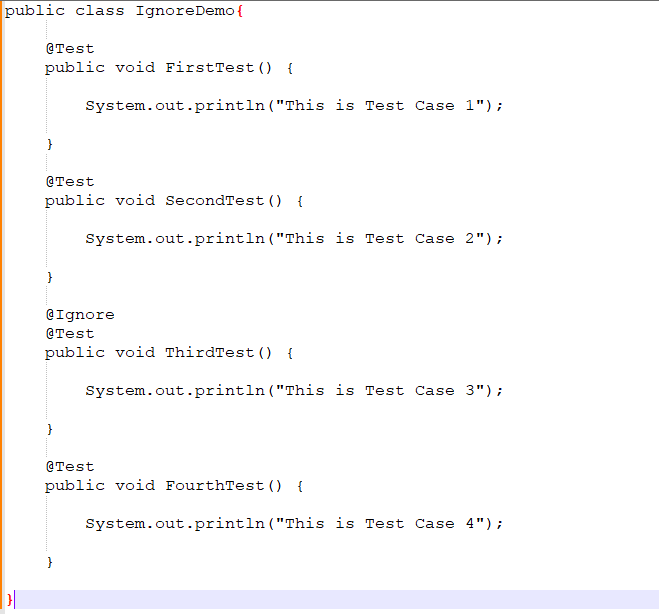 public class IgnoreDemo{
@Test
public void FirstTest() {
System.out.println("This is Test Case 1");
}
@Test
public void SecondTest() {
System.out.println("This is Test Case 2");
}
@Ignore
@Test
public void ThirdTest() {
System.out.println("This is Test Case 3");
}
@Test
public void FourthTest() {
System.out.println("This is Test Case 4");
}
}